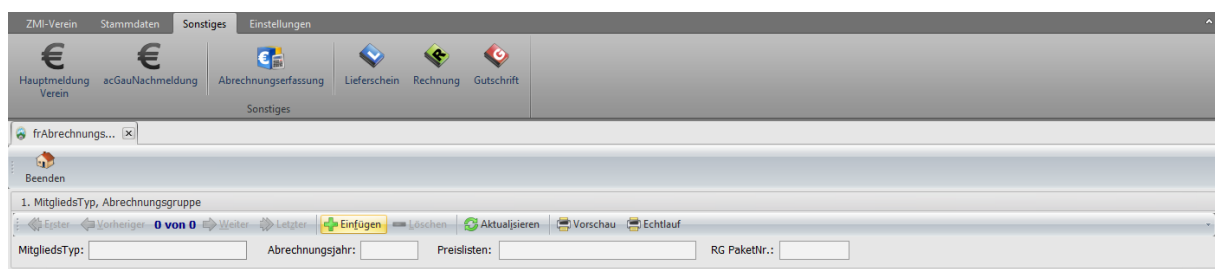 ZMI-Verein Stammdaten Sonstiges Einstellungen
Hauptmeldung Verein acGauNachmeldung Abrechnungserfassung Lieferschein Rechnung Gutschrift
Sonstiges
frAbrechnungs...
Beenden
1. MitgliedsTyp, Abrechnungsgruppe
Erster Vorheriger 0 von 0 Weiter Letzter Einfügen Löschen Aktualisieren Vorschau Echtlauf
MitgliedsTyp: Abrechnungsjahr: Preislisten: RG PaketNr.: